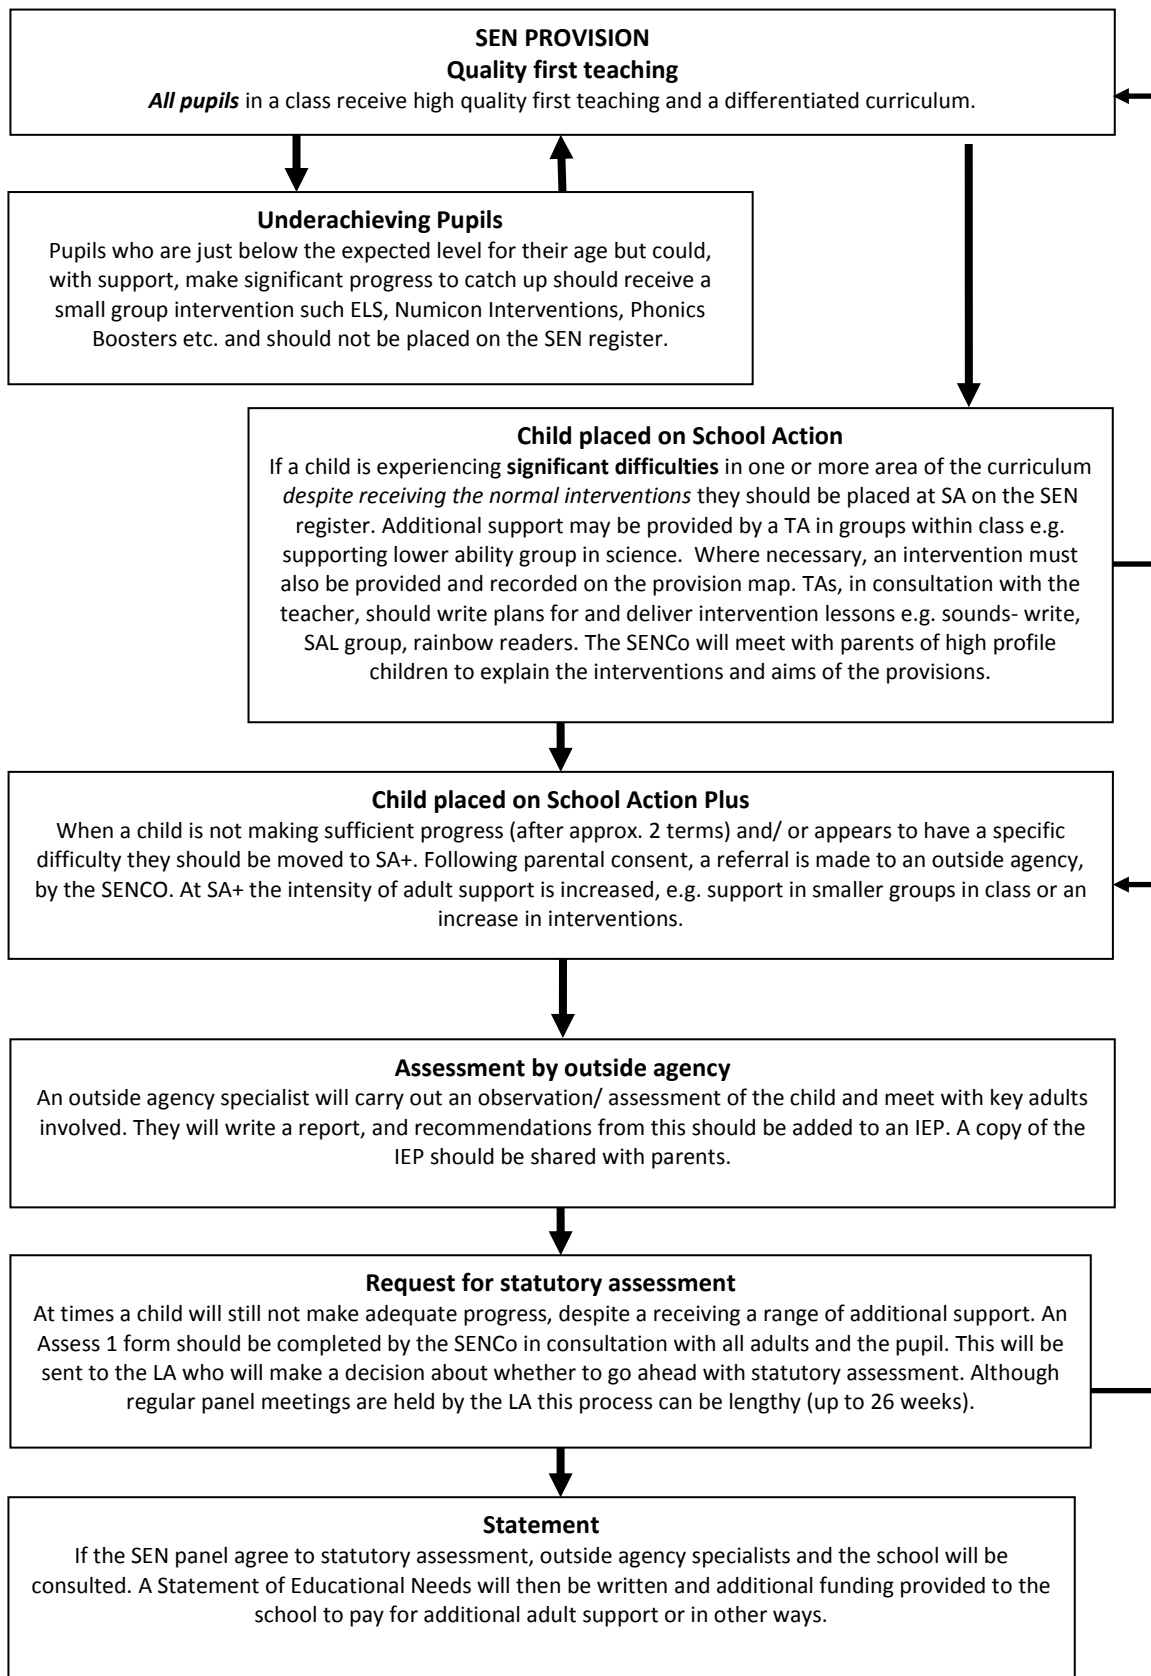 SEN PROVISION
Quality first teaching
All pupils in a class receive high quality first teaching and a differentiated curriculum.
Underachieving Pupils
Pupils who are just below the expected level for their age but could,
with support, make significant progress to catch up should receive a
small group intervention such ELS, Numicon Interventions, Phonics
Boosters etc. and should not be placed on the SEN register.
Child placed on School Action
If a child is experiencing significant difficulties in one or more area of the curriculum
despite receiving the normal interventions they should be placed at SA on the SEN
register. Additional support may be provided by a TA in groups within class e.g.
supporting lower ability group in science. Where necessary, an intervention must
also be provided and recorded on the provision map. TAs, in consultation with the
teacher, should write plans for and deliver intervention lessons e.g. sounds- write,
SAL group, rainbow readers. The SENCo will meet with parents of high profile
children to explain the interventions and aims of the provisions.
Child placed on School Action Plus
When a child is not making sufficient progress (after approx. 2 terms) and/ or appears to have a specific
difficulty they should be moved to SA+. Following parental consent, a referral is made to an outside agency,
by the SENCO. At SA+ the intensity of adult support is increased, e.g. support in smaller groups in class or an
increase in interventions.
Assessment by outside agency
An outside agency specialist will carry out an observation/ assessment of the child and meet with key adults
involved. They will write a report, and recommendations from this should be added to an IEP. A copy of the
IEP should be shared with parents.
Request for statutory assessment
At times a child will still not make adequate progress, despite a receiving a range of additional support. An
Assess 1 form should be completed by the SENCo in consultation with all adults and the pupil. This will be
sent to the LA who will make a decision about whether to go ahead with statutory assessment. Although
regular panel meetings are held by the LA this process can be lengthy (up to 26 weeks).
Statement
If the SEN panel agree to statutory assessment, outside agency specialists and the school will be
consulted. A Statement of Educational Needs will then be written and additional funding provided to the
school to pay for additional adult support or in other ways.